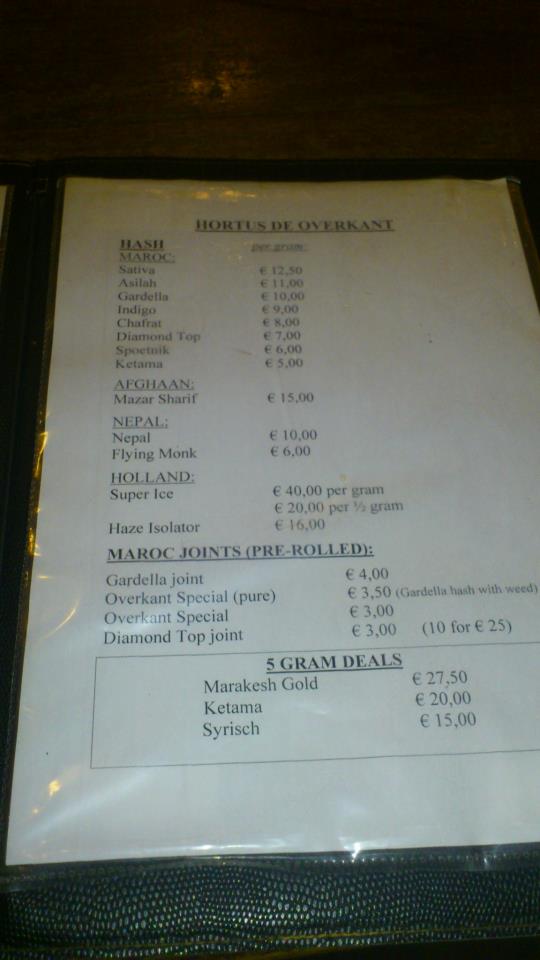 HORTUS DE OVERKANT
HASH per gram:
MAROC:
Sativa € 12,50
Asilah € 11,00
Gardella € 10,00
Indigo € 9,00
Chafrat € 8,00
Diamond Top € 7,00
Spoetnik € 6,00
Ketama € 5,00
AFGHAAN:
Mazar Sharif € 15,00
NEPAL:
Nepal € 10,00
Flying Monk € 6,00
HOLLAND:
Super Ice € 40,00 per gram
€ 20,00 per ½ gram
Haze Isolator € 16,00
MAROC JOINTS (PRE-ROLLED):
Gardella joint € 4,00
Overkant Special (pure) € 3,50 (Gardella hash with weed)
Overkant Special € 3,00
Diamond Top joint € 3,00 (10 for € 25)
5 GRAM DEALS
Marakesh Gold € 27,50
Ketama € 20,00
Syrisch € 15,00